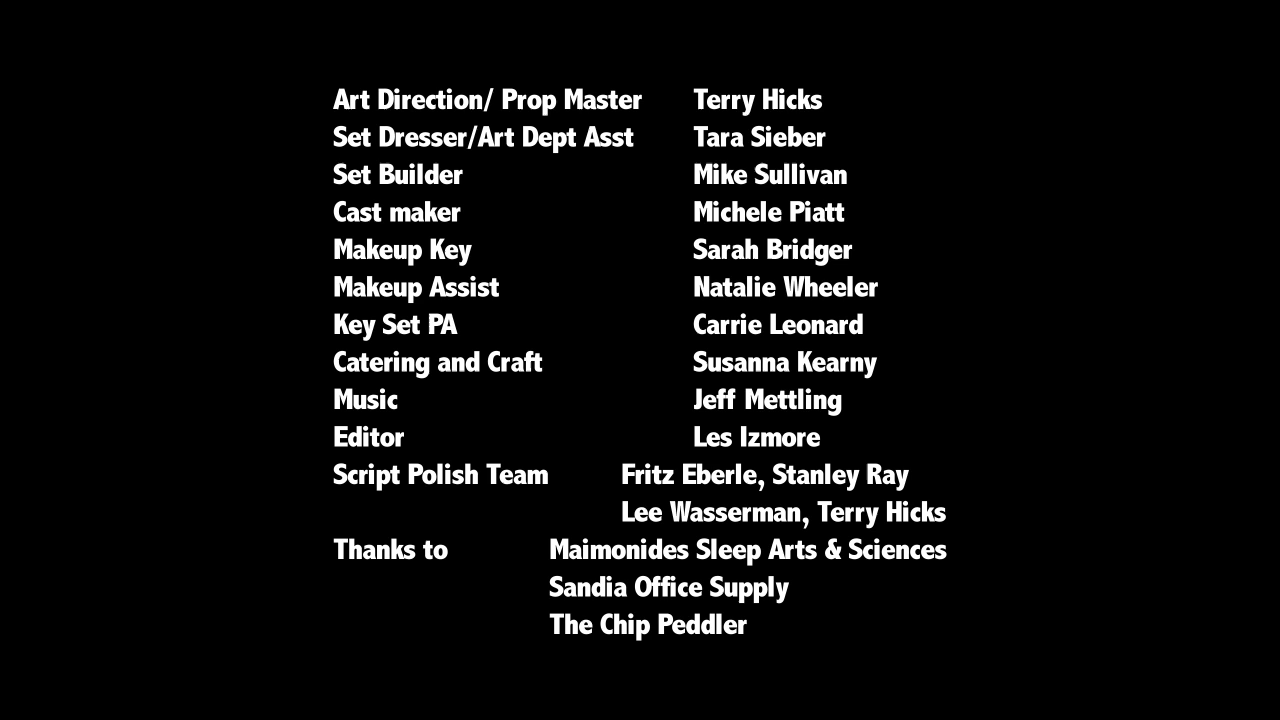 Art Direction/ Prop Master Terry Hicks
Set Dresser/Art Dept Asst Tara Sieber
Set Builder Mike Sullivan
Cast maker Michele Piatt
Makeup Key Sarah Bridger
Makeup Assist Natalie Wheeler
Key Set PA Carrie Leonard
Catering and Craft Susanna Kearny
Music Jeff Mettling
Editor Les Izmore
Script Polish Team Fritz Eberle, Stanley Ray
Lee Wasserman, Terry Hicks
Thanks to Maimonides Sleep Arts & Sciences
Sandia Office Supply
The Chip Peddler